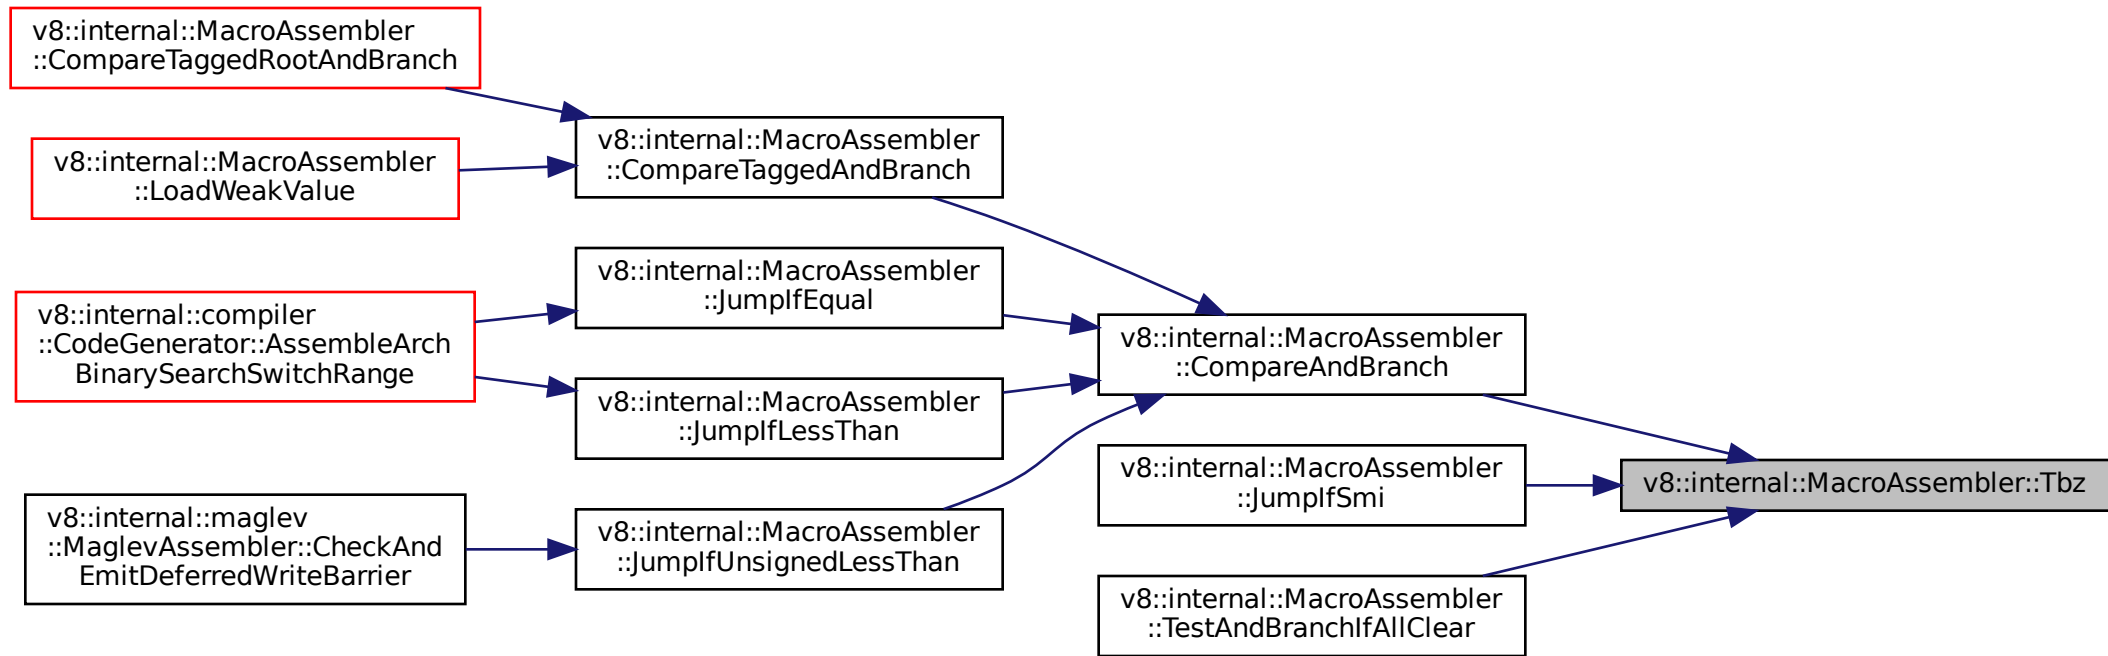 v8::internal::MacroAssembler
::CompareTaggedRootAndBranch
v8::internal::MacroAssembler
::LoadWeakValue
v8::internal::compiler
::CodeGenerator::AssembleArch
BinarySearchSwitchRange
v8::internal::maglev
::MaglevAssembler::CheckAnd
EmitDeferredWriteBarrier
v8::internal::MacroAssembler
::CompareTaggedAndBranch
v8::internal::MacroAssembler
::JumpIfEqual
v8::internal::MacroAssembler
::JumpIfLessThan
v8::internal::MacroAssembler
::JumpIfUnsignedLessThan
v8::internal::MacroAssembler
::CompareAndBranch
v8::internal::MacroAssembler
::JumpIfSmi
v8::internal::MacroAssembler
::TestAndBranchIfAllClear
v8::internal::MacroAssembler::Tbz